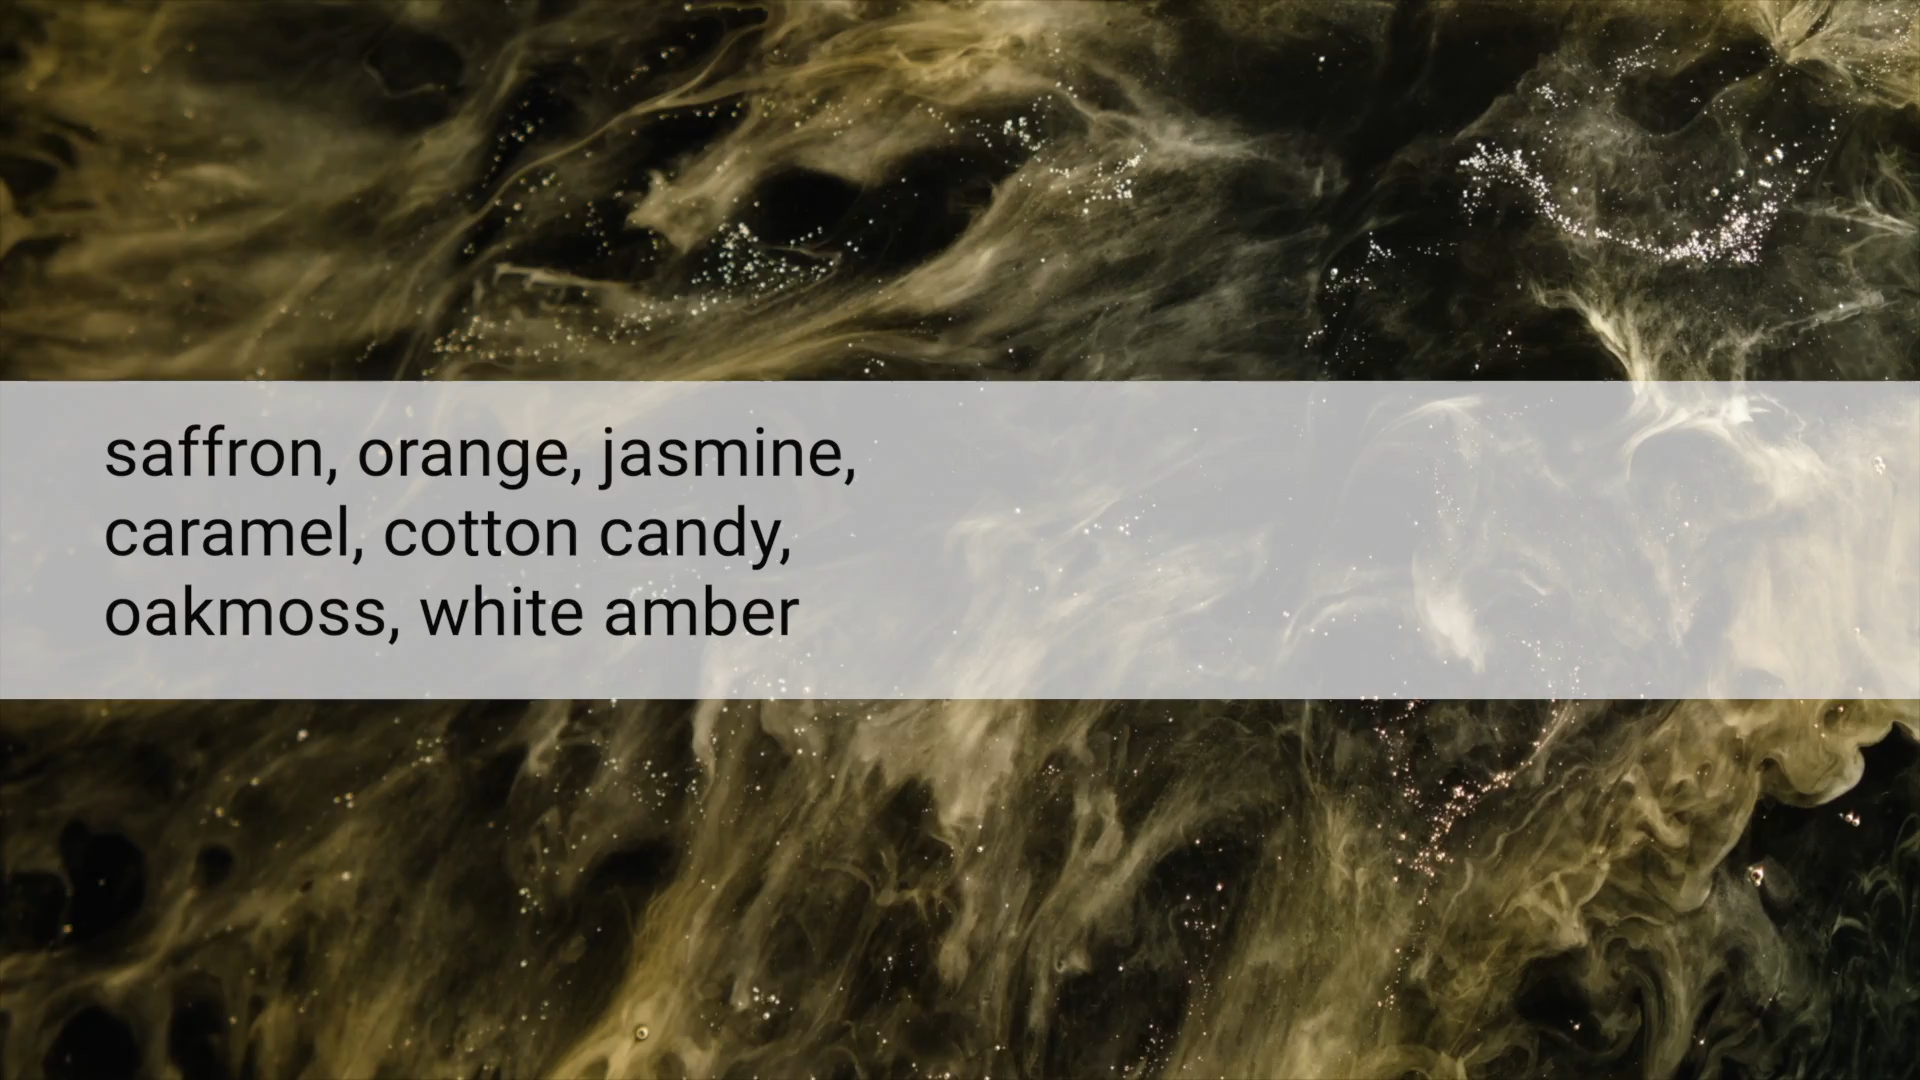 saffron, orange, jasmine,
caramel, cotton candy,
oakmoss, white amber